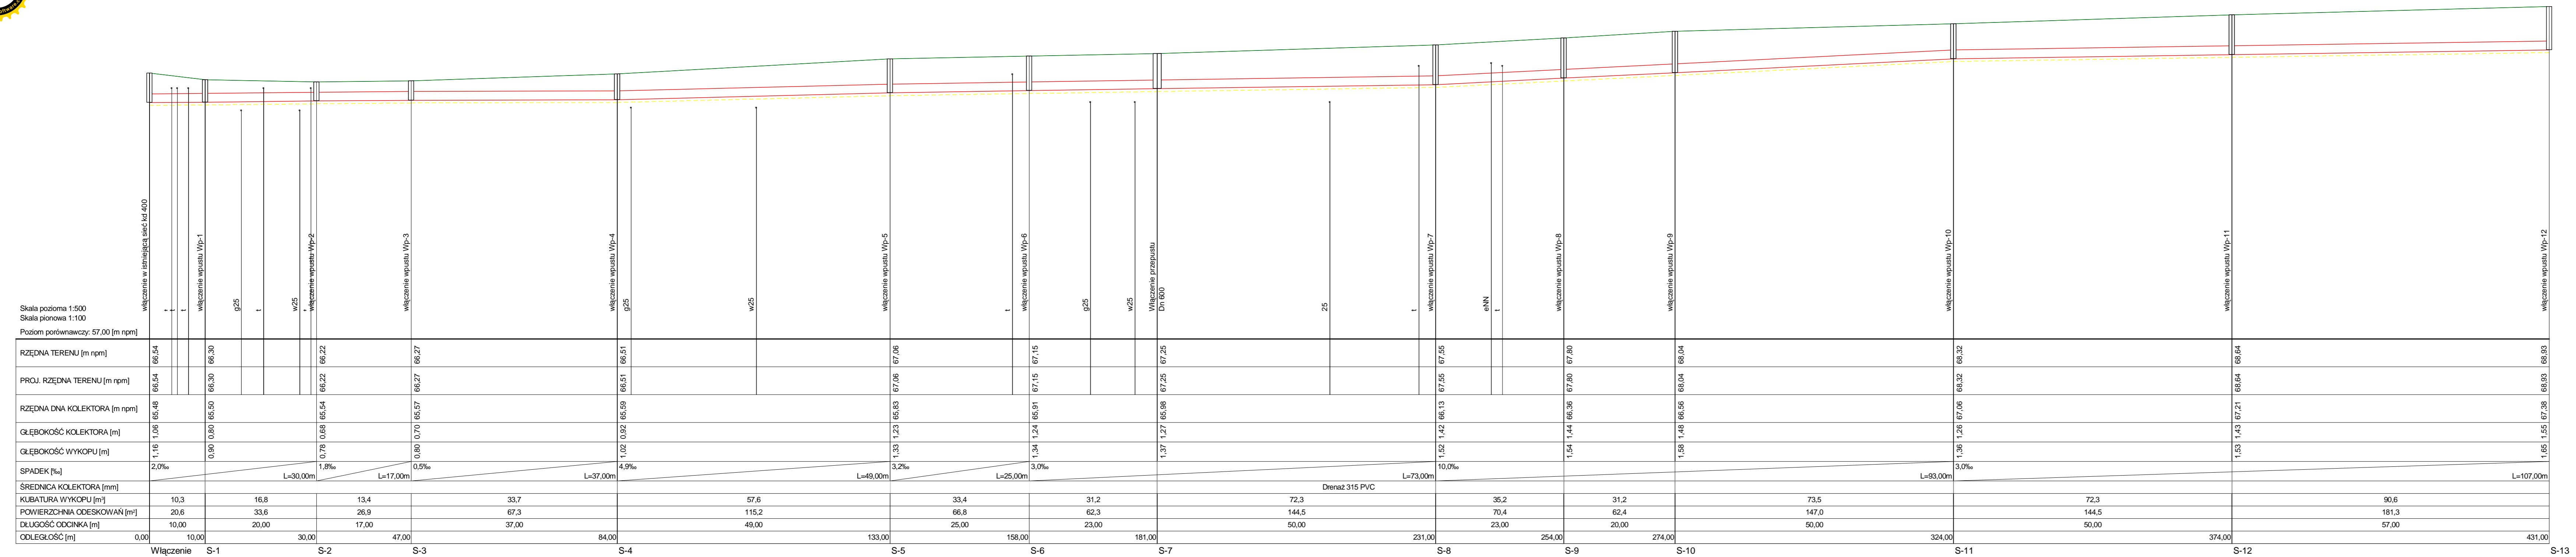 włączenie w istniejącą sieć kd 400
t
t
t
włączenie wpustu Wp-1
g25
t
w25
t
włączenie wpustu Wp-2
włączenie wpustu Wp-3
włączenie wpustu Wp-4
g25
w25
włączenie wpustu Wp-5
t
włączenie wpustu Wp-6
g25
w25
Włączenie przepustu
Dn 600
25
t
włączenie wpustu Wp-7
eNN
t
włączenie wpustu Wp-8
włączenie wpustu Wp-9
włączenie wpustu Wp-10
włączenie wpustu Wp-11
włączenie wpustu Wp-12
Skala pozioma 1:500
Skala pionowa 1:100
Poziom porównawczy: 57,00 [m npm]
RZĘDNA TERENU [m npm] 66,54 66,30 66,22 66,27 66,51 67,06 67,15 67,25 67,55 67,80 68,04 68,32 68,64 68,93
PROJ. RZĘDNA TERENU [m npm] 66,54 66,30 66,22 66,27 66,51 67,06 67,15 67,25 67,55 67,80 68,04 68,32 68,64 68,93
RZĘDNA DNA KOLEKTORA [m npm] 65,48 65,50 65,54 65,57 65,59 65,83 65,91 65,98 66,13 66,36 66,56 67,06 67,21 67,38
GŁĘBOKOŚĆ KOLEKTORA [m] 1,06 0,80 0,68 0,70 0,92 1,23 1,24 1,27 1,42 1,44 1,48 1,26 1,43 1,55
GŁĘBOKOŚĆ WYKOPU [m] 1,16 0,90 0,78 0,80 1,02 1,33 1,34 1,37 1,52 1,54 1,58 1,36 1,53 1,65
SPADEK [‰] 2,0‰ L=30,00m 1,8‰ L=17,00m 0,5‰ L=37,00m 4,9‰ L=49,00m 3,2‰ L=25,00m 3,0‰ L=73,00m 10,0‰ L=93,00m 3,0‰ L=107,00m
ŚREDNICA KOLEKTORA [mm] Drenaż 315 PVC
KUBATURA WYKOPU [m³] 10,3 16,8 13,4 33,7 57,6 33,4 31,2 72,3 35,2 31,2 73,5 72,3 90,6
POWIERZCHNIA ODESKOWAŃ [m²] 20,6 33,6 26,9 67,3 115,2 66,8 62,3 144,5 70,4 62,4 147,0 144,5 181,3
DŁUGOŚĆ ODCINKA [m] 10,00 20,00 17,00 37,00 49,00 25,00 23,00 50,00 23,00 20,00 50,00 50,00 57,00
ODLEGŁOŚĆ [m] 0,00 10,00 30,00 47,00 84,00 133,00 158,00 181,00 231,00 254,00 274,00 324,00 374,00 431,00
Włączenie S-1 S-2 S-3 S-4 S-5 S-6 S-7 S-8 S-9 S-10 S-11 S-12 S-13